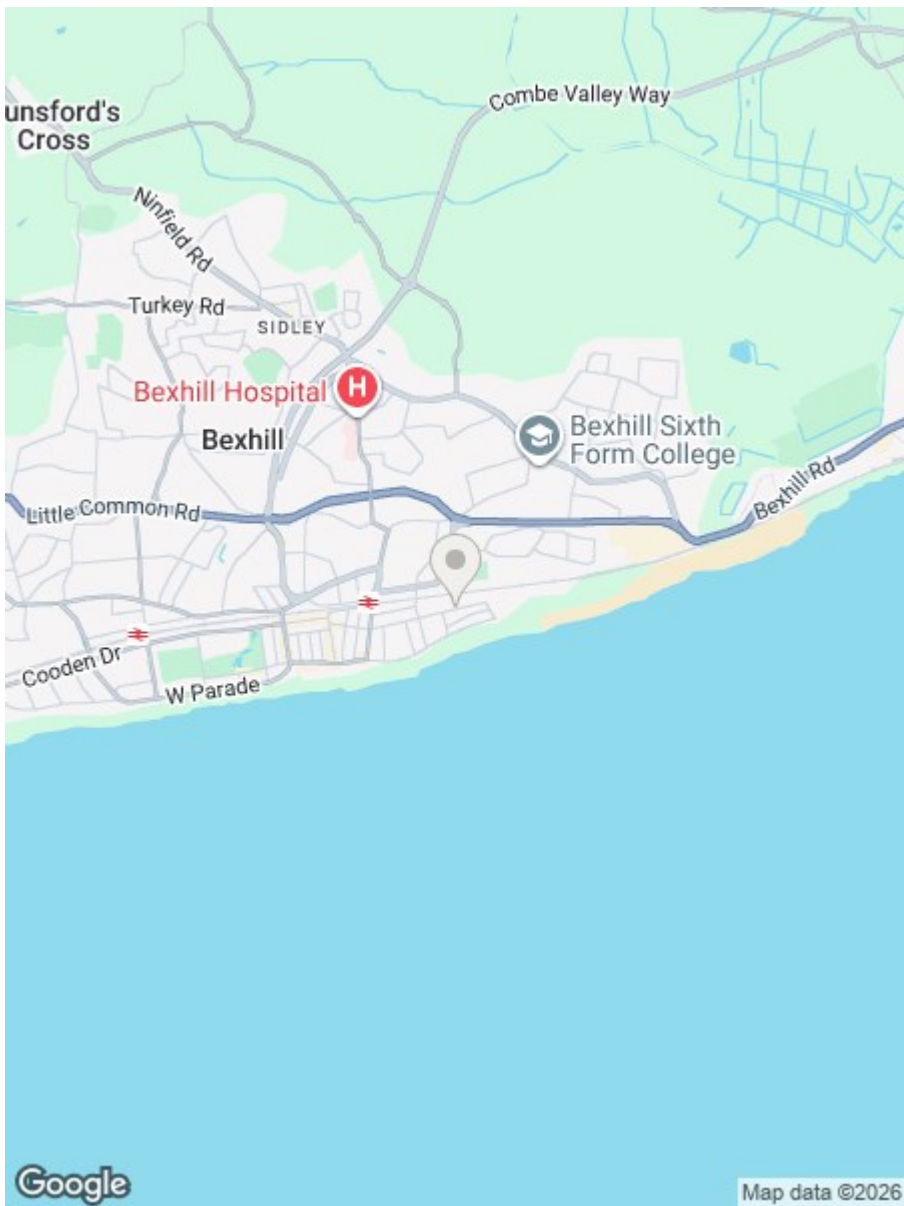 Combe Valley Way
unsford's
Cross
Ninfield Rd
Turkey Rd
SIDLEY
H
Bexhill Hospital
Bexhill
Bexhill Sixth
Form College
Bexhill Rd
Little Common Rd
Cooden Dr
W Parade
Google
Map data ©2026